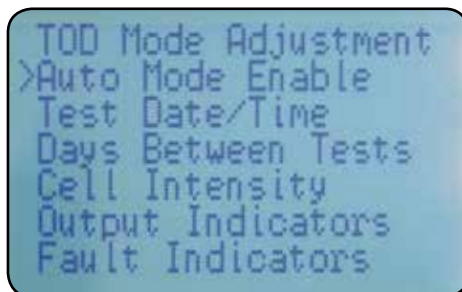 TOD Mode Adjustment
>Auto Mode Enable
Test Date/Time
Days Between Tests
Cell Intensity
Output Indicators
Fault Indicators